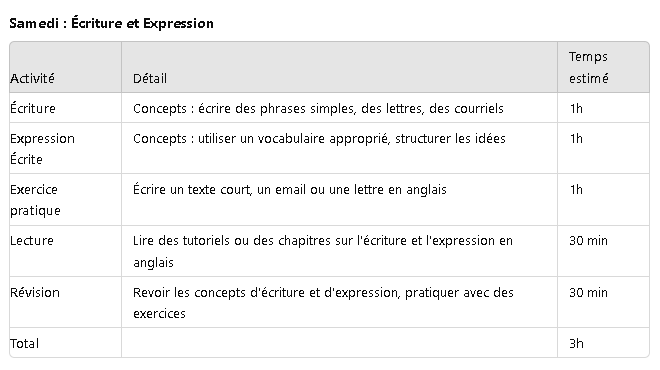 Samedi : Écriture et Expression
Temps
Activité Détail estimé
Écriture Concepts : écrire des phrases simples, des lettres, des courriels 1h
Expression Concepts : utiliser un vocabulaire approprié, structurer les idées 1h
Écrite
Exercice Écrire un texte court, un email ou une lettre en anglais 1h
pratique
Lecture Lire des tutoriels ou des chapitres sur l'écriture et l'expression en 30 min
anglais
Révision Revoir les concepts d'écriture et d'expression, pratiquer avec des 30 min
exercices
Total 3h